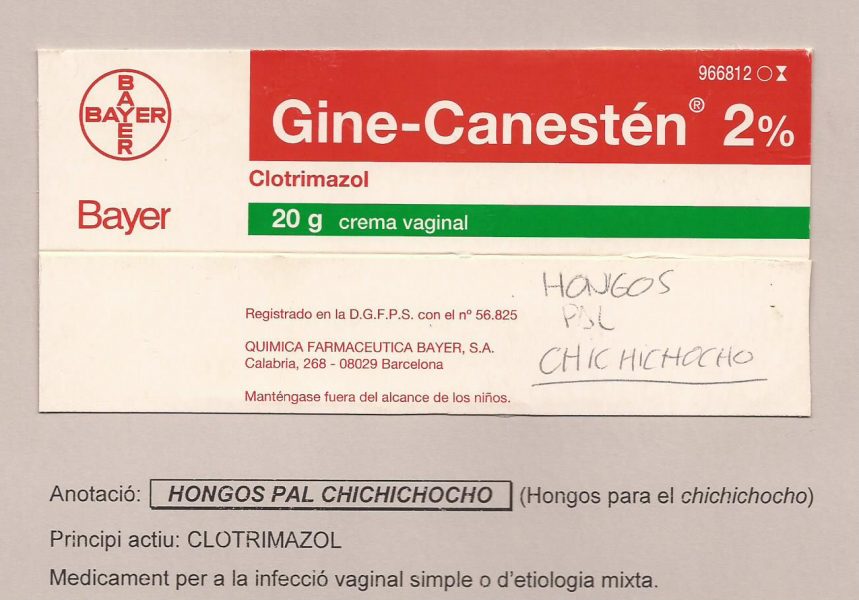 BAYER
BAYER
Bayer
966812
Gine-Canestén® 2%
Clotrimazol
20 g crema vaginal
Registrado en la D.G.F.P.S. con el nº 56.825
QUIMICA FARMACEUTICA BAYER, S.A.
Calabria, 268 - 08029 Barcelona
Manténgase fuera del alcance de los niños.
HONGOS
PAL
CHICHICHOCHO
Anotació: HONGOS PAL CHICHICHOCHO (Hongos para el chichichocho)
Principi actiu: CLOTRIMAZOL
Medicament per a la infecció vaginal simple o d'etiologia mixta.